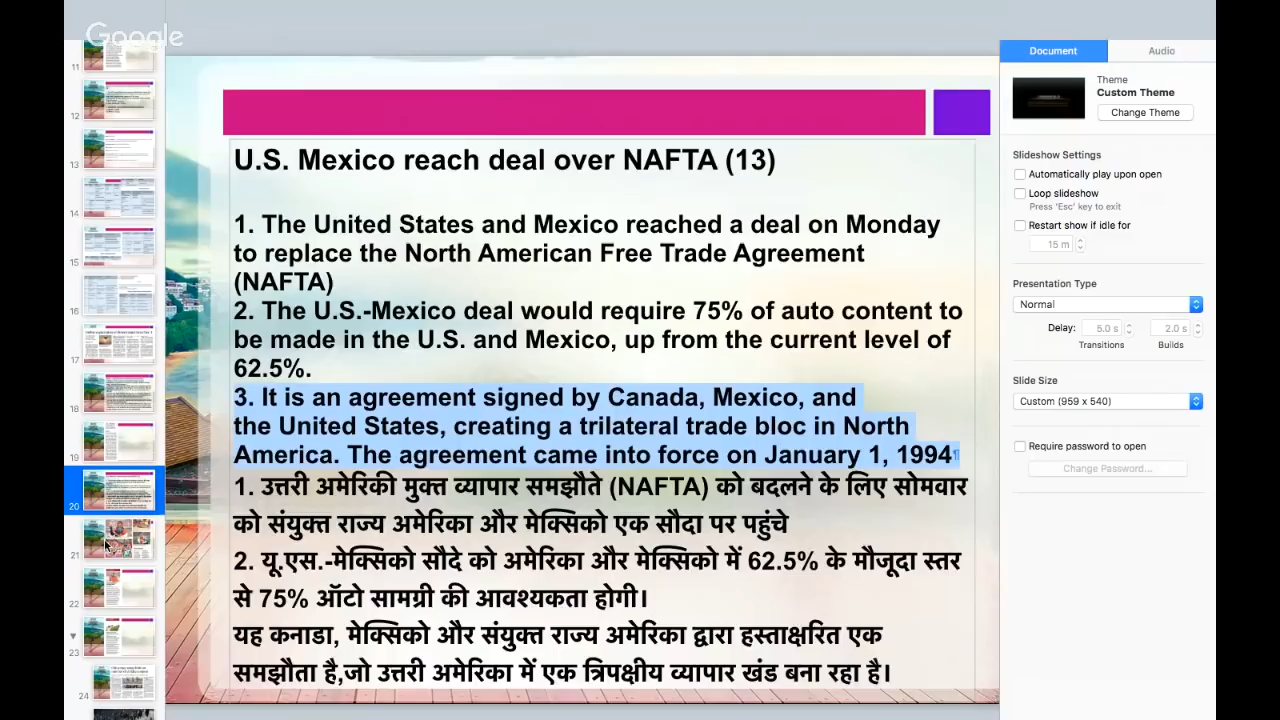 Google
Document Audio
Theme
Custom Theme
Change Theme
Slideshow Settings
Automatically play upon open
Loop slideshow
Press ‘Esc’ key to exit
Restart show if idle for
15 m
Presentation Type
Normal
Delay: 5.0 s 2.0 s
Transitions Builds
Slide Size
Custom (959 x 540)
Require password to open
Change Password...
U.S Mexico reach deal over NAFTA (13)
1. The United States and Mexico reached a deal on Monday
to replace the North American Free Trade Agreement
(NAFTA)
2. The U.S.-Mexico deal would require 75% of auto content to
be made in the U.S. and Mexico, up from the current level of
62.5%.
3. It is an agreement signed by Canada, Mexico, and
the United States, creating a trilateral trade bloc in North
America. The agreement came into force on January 1, 1994
1. उत्तरी अमेरिकी मुक्त व्यापार समझौते (NAFTA) को बदलने के लिए सोमवार
को संयुक्त राज्य अमेरिका और मेक्सिको एक सौदा पर पहुंचे
2. यू.एस.-मेक्सिको सौदे को अमेरिका और मेक्सिको में 62.5% के मौजूदा स्तर
से 75% ऑटो सामग्री की आवश्यकता होगी।
यह कनाडा, मेक्सिको और संयुक्त राज्य अमेरिका द्वारा हस्ताक्षरित एक
समझौता है,जो उत्तरी अमेरिका में एक त्रिपक्षीय व्यापार खंड बना रहा है।
11
12
13
14
15
16
17
18
19
20
21
22
23
24